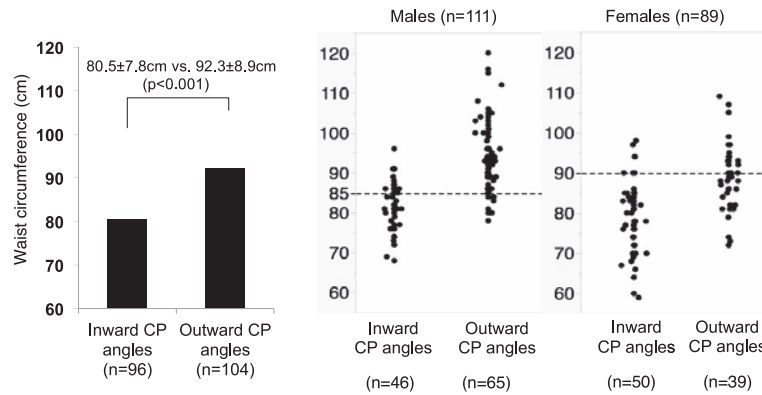 Males (n=111)
Females (n=89)
Waist circumference (cm)
120
110
100
90
80
70
60
80.5±7.8cm vs. 92.3±8.9cm
(p<0.001)
Inward CP
angles
(n=96)
Outward CP
angles
(n=104)
120
110
100
90
85
80
70
60
Inward
CP angles
(n=46)
Outward
CP angles
(n=65)
120
110
100
90
80
70
60
Inward
CP angles
(n=50)
Outward
CP angles
(n=39)